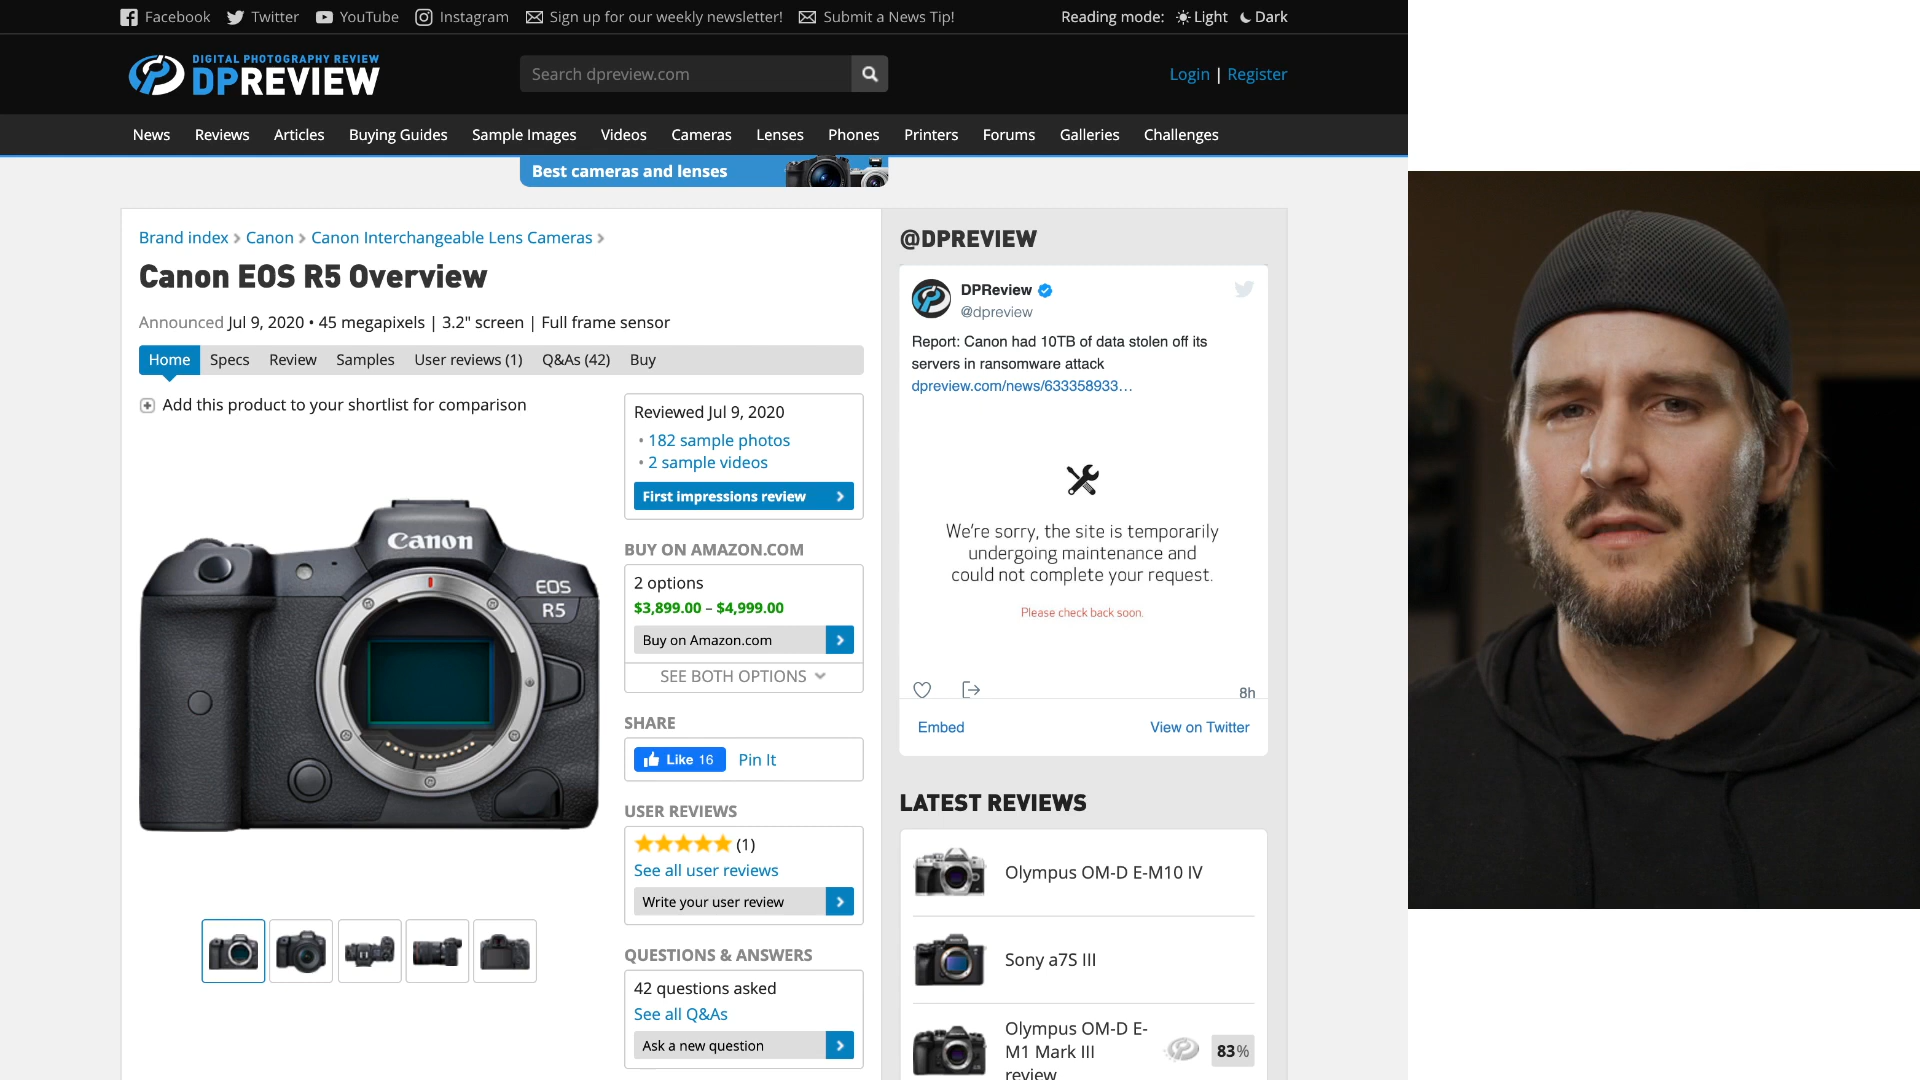 Facebook Twitter YouTube Instagram Sign up for our weekly newsletter! Submit a News Tip! Reading mode: Light Dark
DIGITAL PHOTOGRAPHY REVIEW
DPREVIEW
Search dpreview.com
Login | Register
News Reviews Articles Buying Guides Sample Images Videos Cameras Lenses Phones Printers Forums Galleries Challenges
Best cameras and lenses
Brand index Canon Canon Interchangeable Lens Cameras
Canon EOS R5 Overview
Announced Jul 9, 2020 • 45 megapixels | 3.2" screen | Full frame sensor
Home Specs Review Samples User reviews (1) Q&As (42) Buy
Add this product to your shortlist for comparison
Canon
EOS
R5
Reviewed Jul 9, 2020
• 182 sample photos
• 2 sample videos
First impressions review
BUY ON AMAZON.COM
2 options
$3,899.00 – $4,999.00
Buy on Amazon.com
SEE BOTH OPTIONS
SHARE
Like 16 Pin It
USER REVIEWS
(1)
See all user reviews
Write your user review
QUESTIONS & ANSWERS
42 questions asked
See all Q&As
Ask a new question
@DPREVIEW
DPReview
@dpreview
Report: Canon had 10TB of data stolen off its
servers in ransomware attack
dpreview.com/news/633358933…
We're sorry, the site is temporarily
undergoing maintenance and
could not complete your request.
Please check back soon.
8h
Embed View on Twitter
LATEST REVIEWS
Olympus OM-D E-M10 IV
Sony a7S III
Olympus OM-D E-
M1 Mark III
review
83%